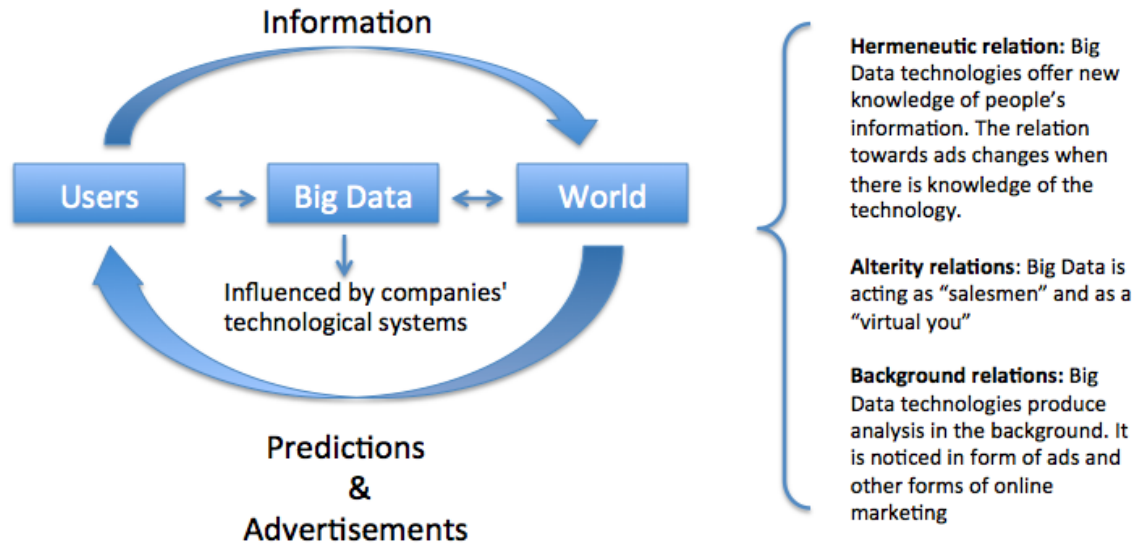 Information
Users
Big Data
World
Influenced by companies'
technological systems
Predictions
&
Advertisements
Hermeneutic relation: Big
Data technologies offer new
knowledge of people's
information. The relation
towards ads changes when
there is knowledge of the
technology.
Alterity relations: Big Data is
acting as “salesmen” and as a
“virtual you”
Background relations: Big
Data technologies produce
analysis in the background. It
is noticed in form of ads and
other forms of online
marketing